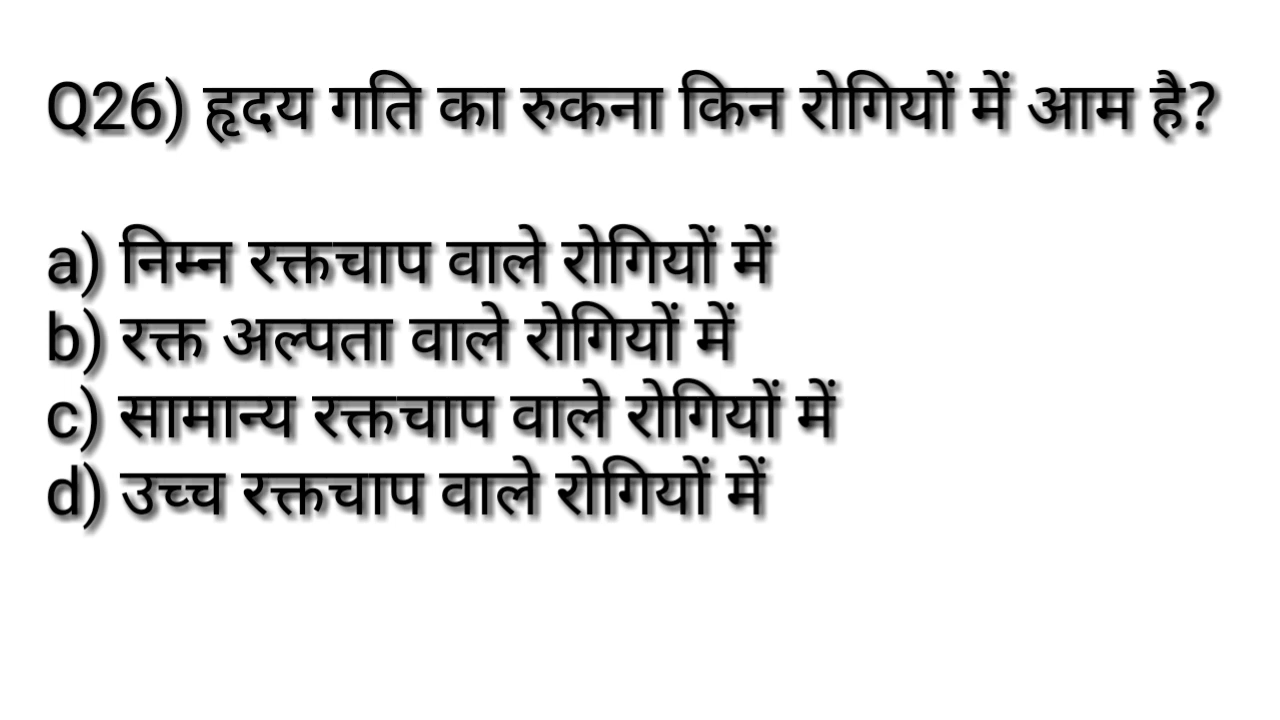 Q26) हृदय गति का रुकना किन रोगियों में आम है?
a) निम्न रक्तचाप वाले रोगियों में
b) रक्त अल्पता वाले रोगियों में
c) सामान्य रक्तचाप वाले रोगियों में
d) उच्च रक्तचाप वाले रोगियों में